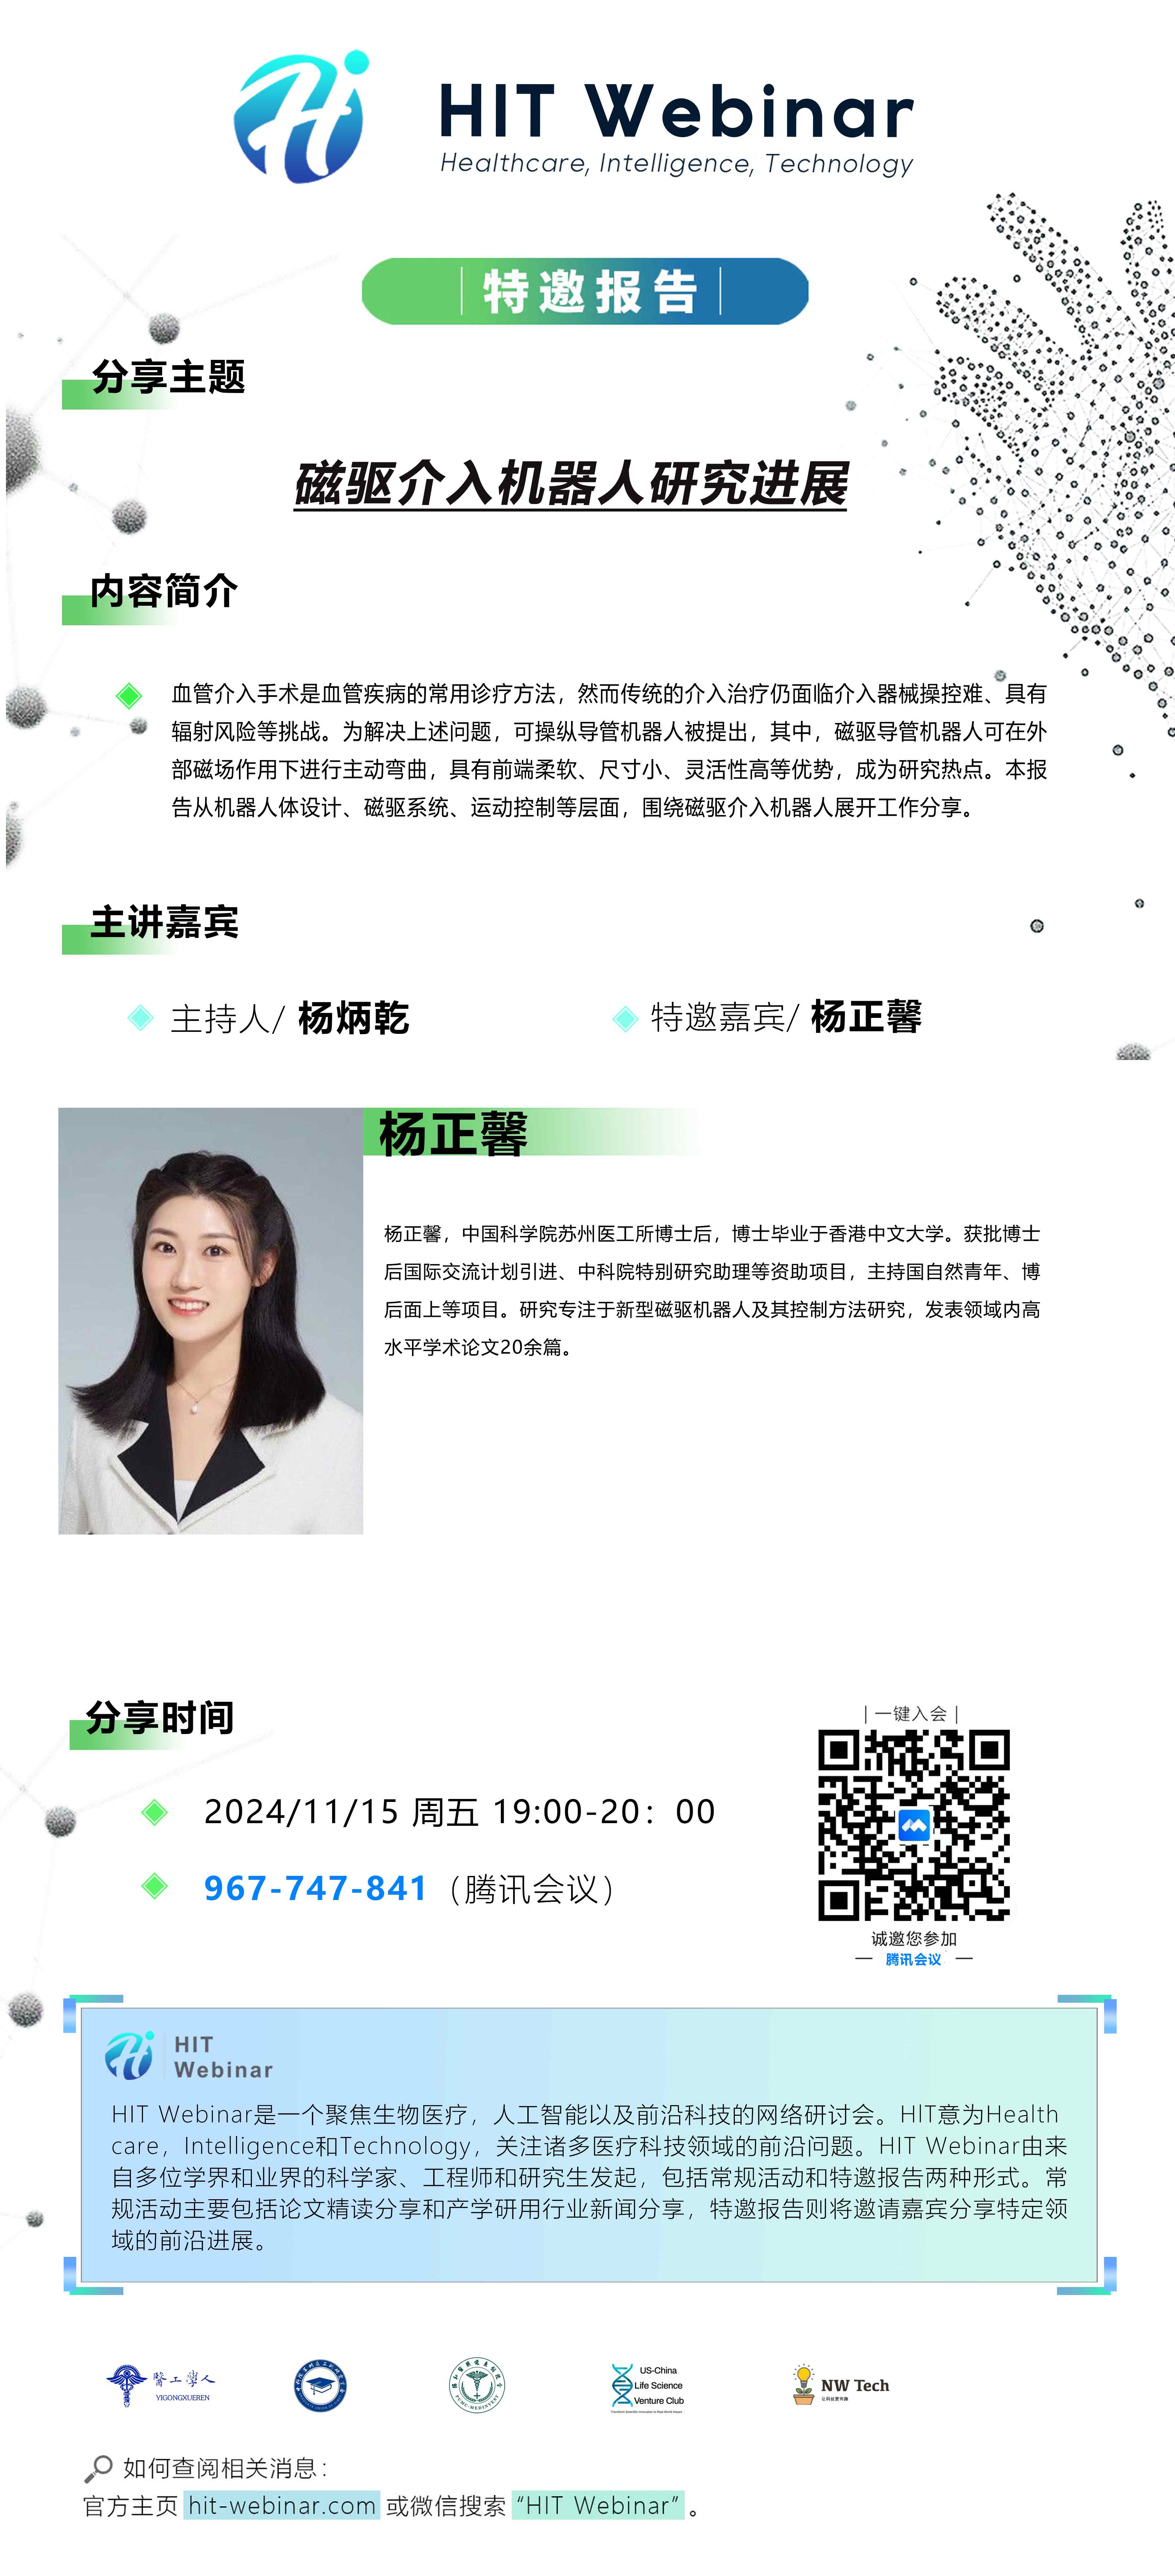 HIT Webinar
Healthcare, Intelligence, Technology
特邀报告
分享主题
磁驱介入机器人研究进展
内容简介
血管介入手术是血管疾病的常用诊疗方法，然而传统的介入治疗仍面临介入器械操控难、具有
辐射风险等挑战。为解决上述问题，可操纵导管机器人被提出，其中，磁驱导管机器人可在外
部磁场作用下进行主动弯曲，具有前端柔软、尺寸小、灵活性高等优势，成为研究热点。本报
告从机器人体设计、磁驱系统、运动控制等层面，围绕磁驱介入机器人展开工作分享。
主讲嘉宾
主持人/ 杨炳乾
特邀嘉宾/ 杨正馨
杨正馨
杨正馨，中国科学院苏州医工所博士后，博士毕业于香港中文大学。获批博士
后国际交流计划引进、中科院特别研究助理等资助项目，主持国自然青年、博
后面上等项目。研究专注于新型磁驱机器人及其控制方法研究，发表领域内高
水平学术论文20余篇。
分享时间
2024/11/15 周五 19:00-20：00
967-747-841（腾讯会议）
| 一键入会 |
诚邀您参加
腾讯会议
HIT
Webinar
HIT Webinar是一个聚焦生物医疗，人工智能以及前沿科技的网络研讨会。HIT意为Health
care，Intelligence和Technology，关注诸多医疗科技领域的前沿问题。HIT Webinar由来
自多位学界和业界的科学家、工程师和研究生发起，包括常规活动和特邀报告两种形式。常
规活动主要包括论文精读分享和产学研用行业新闻分享，特邀报告则将邀请嘉宾分享特定领
域的前沿进展。
醫工學人
YIGONGXUEREN
PUMC-MEDINVEST
US-China
Life Science
Venture Club
NW Tech
让科技更有趣
如何查阅相关消息：
官方主页 hit-webinar.com 或微信搜索 “HIT Webinar” 。